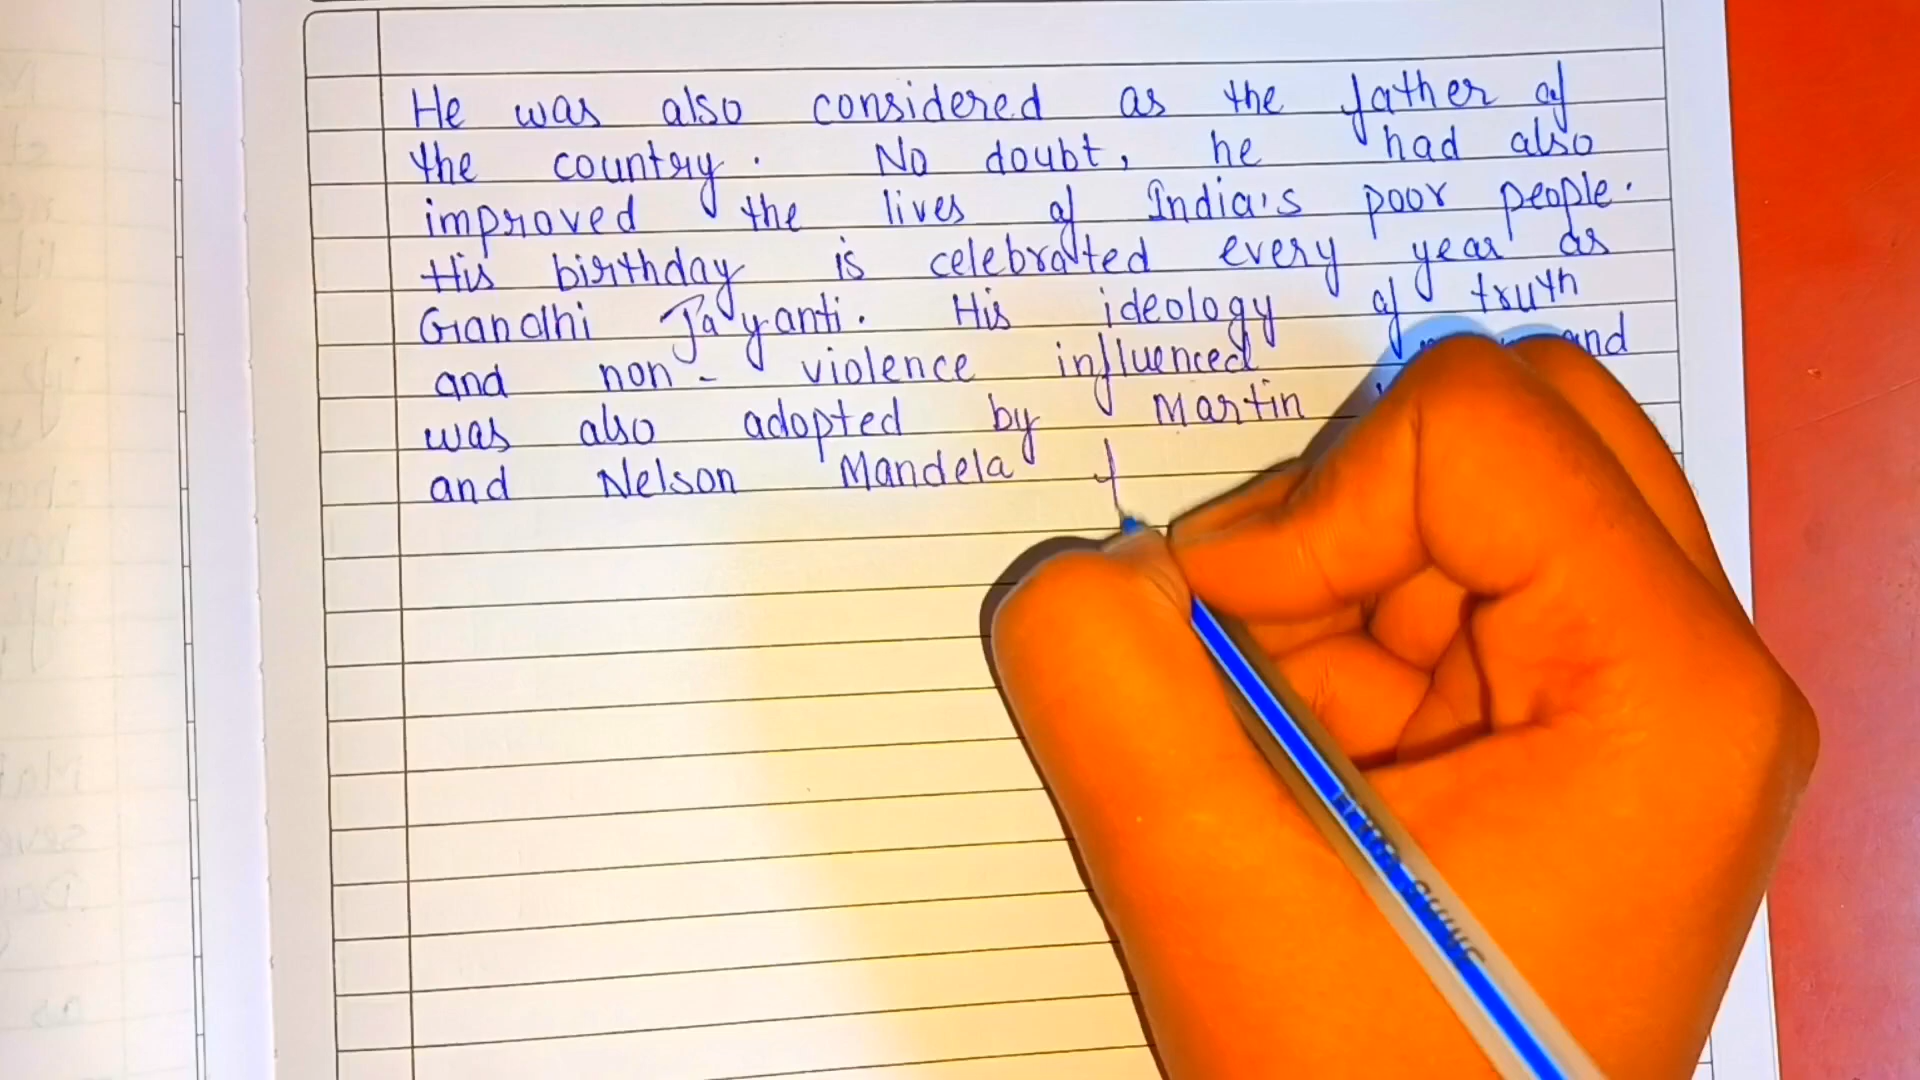 He was also considered as the father of
the country. No doubt, he had also
improved the lives of India's poor people.
His birthday is celebrated every year as
Gandhi Jayanti. His ideology of truth
and non-violence influenced and
was also adopted by Martin
and Nelson Mandela f